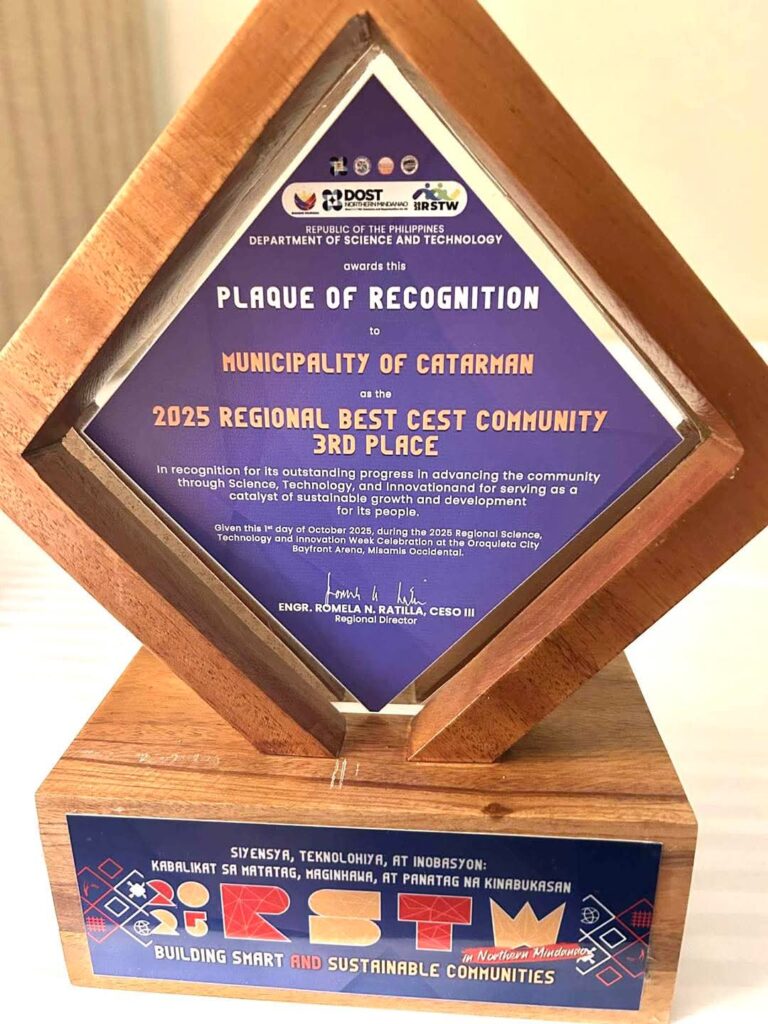 DOST
NORTHERN MINDANAO
RSTW
REPUBLIC OF THE PHILIPPINES
DEPARTMENT OF SCIENCE AND TECHNOLOGY
awards this
PLAQUE OF RECOGNITION
to
MUNICIPALITY OF CATARMAN
as the
2025 REGIONAL BEST CEST COMMUNITY
3RD PLACE
In recognition for its outstanding progress in advancing the community
through Science, Technology, and Innovationand for serving as a
catalyst of sustainable growth and development
for its people.
Given this 1st day of October 2025, during the 2025 Regional Science,
Technology and Innovation Week Celebration at the Oroquieta City
Bayfront Arena, Misamis Occidental.
ENGR. ROMELA N. RATILLA, CESO III
Regional Director
SIYENSYA, TEKNOLOHIYA, AT INOBASYON:
KABALIKAT SA MATATAG, MAGINHAWA, AT PANATAG NA KINABUKASAN
2025 RSTW
in Northern Mindanao
BUILDING SMART AND SUSTAINABLE COMMUNITIES